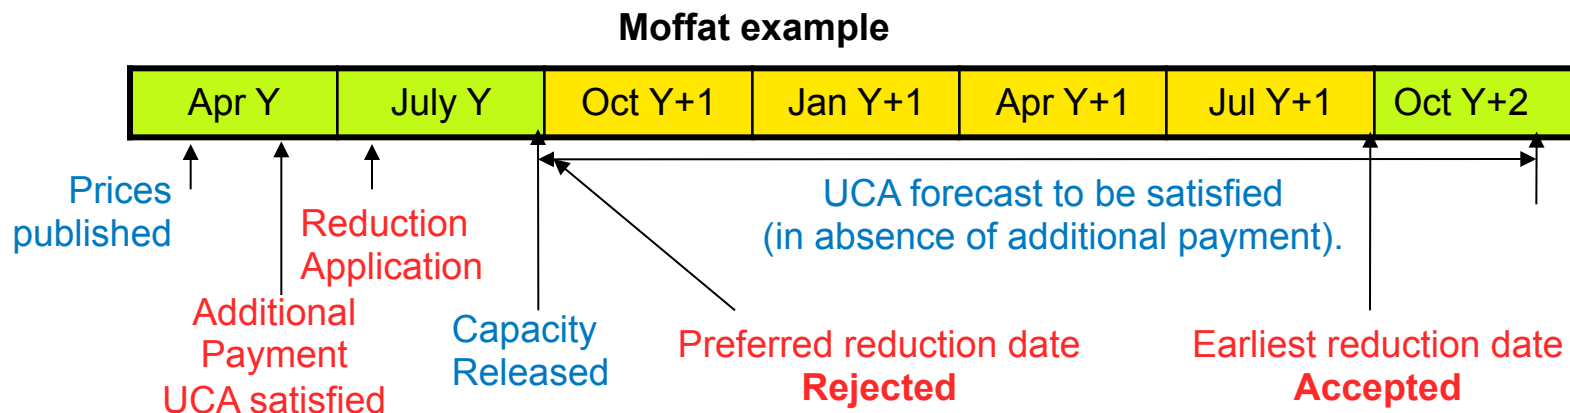 Moffat example
Apr Y
July Y
Oct Y+1
Jan Y+1
Apr Y+1
Jul Y+1
Oct Y+2
Prices
published
Reduction
Application
UCA forecast to be satisfied
(in absence of additional payment).
Additional
Payment
UCA satisfied
Capacity
Released
Preferred reduction date
Rejected
Earliest reduction date
Accepted